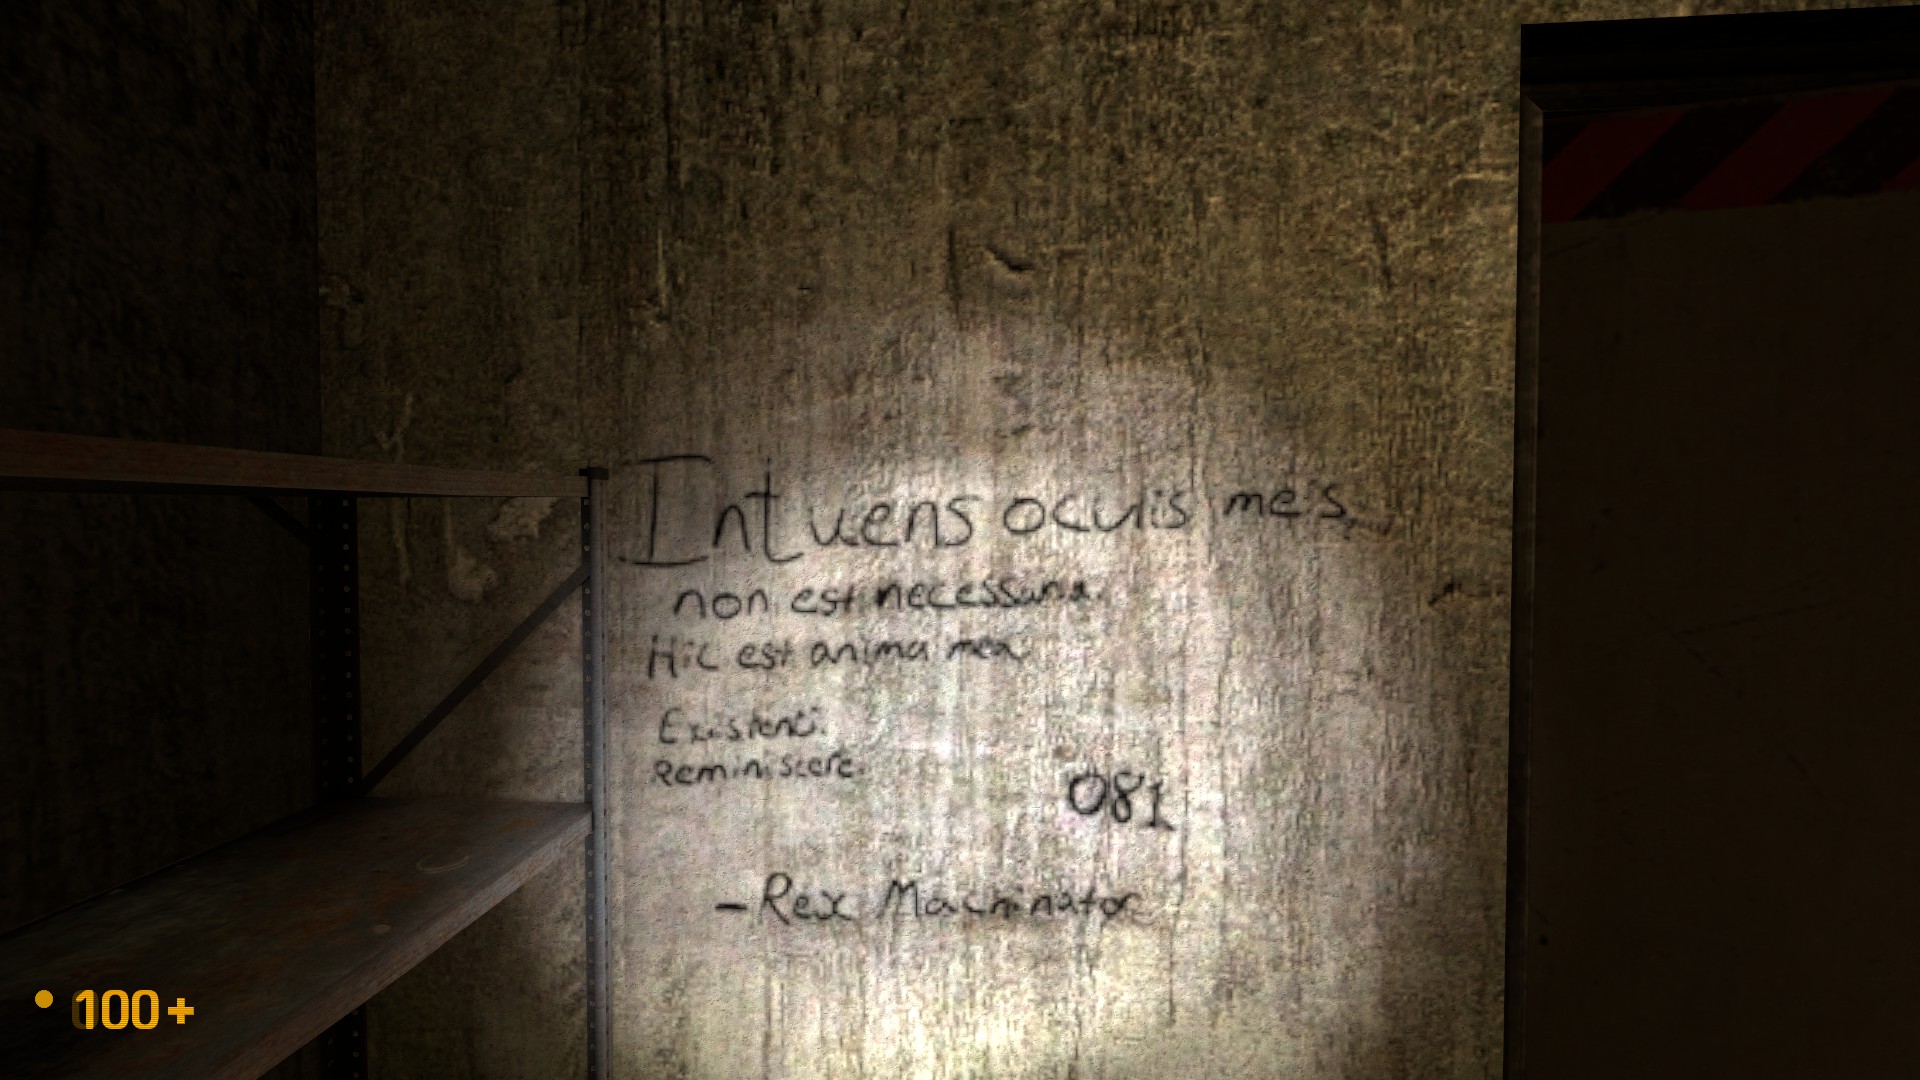 Intuens oculis meis,
non est necessaria.
Hic est anima mea.
Existenti.
Reminiscere.
081
-Rex Machinator
100+